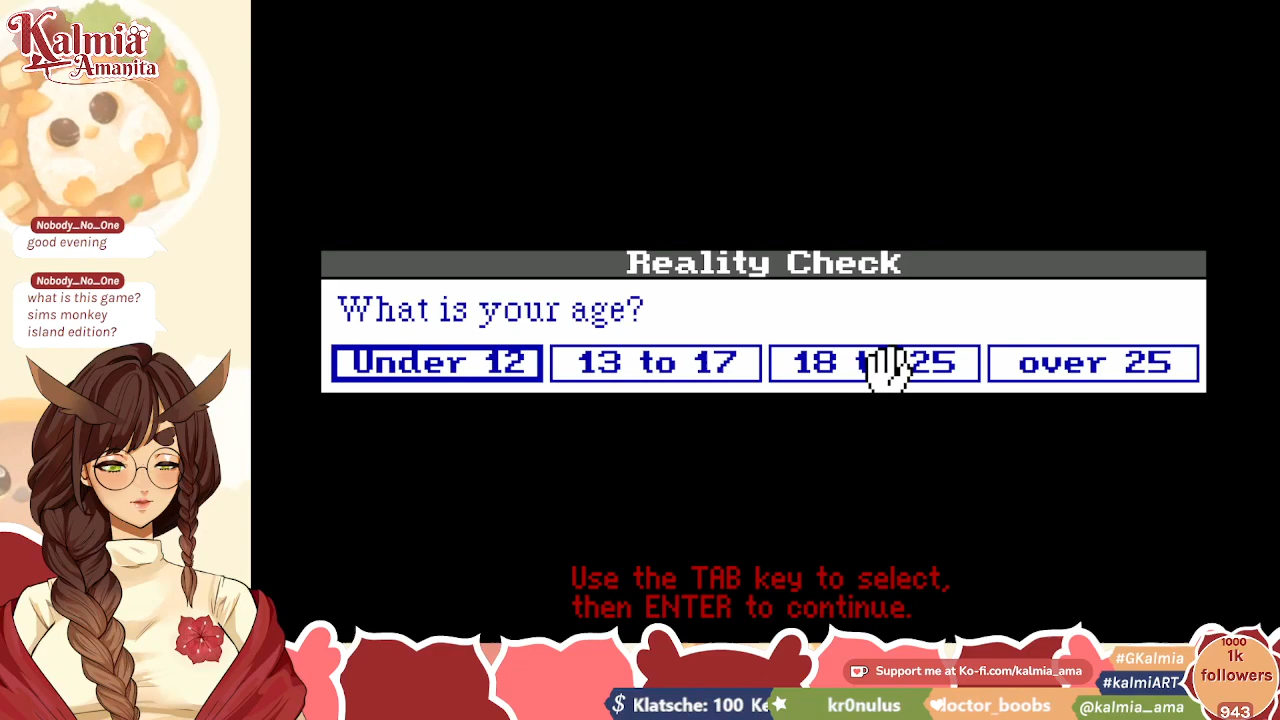 Kalmia
Amanita
Nobody_No_One
good evening
Nobody_No_One
what is this game?
sims monkey
island edition?
Reality Check
What is your age?
Under 12
13 to 17
18 25
over 25
Use the TAB key to select,
then ENTER to continue.
Support me at Ko-fi.com/kalmia_ama
#GKalmia
#kalmiART
@kalmia_ama
$ Klatsche: 100 Ke
kr0nulus
doctor_boobs
1000
1k
followers
943